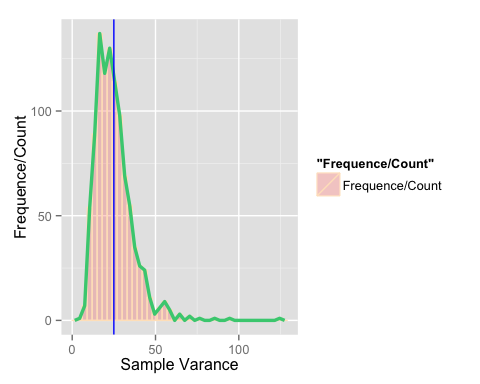 100
50
0
0 50 100
Frequence/Count
Sample Varance
"Frequence/Count"
Frequence/Count